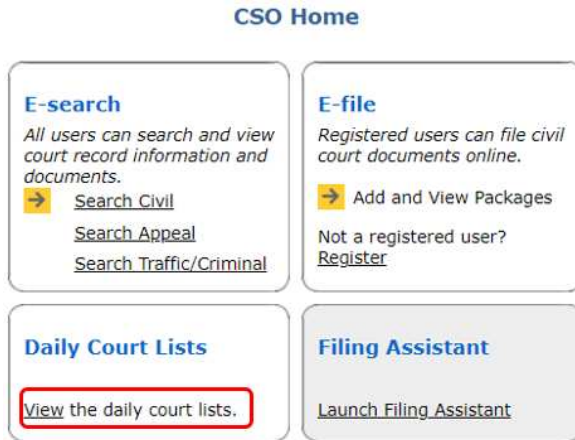 CSO Home
E-search
All users can search and view
court record information and
documents.
Search Civil
Search Appeal
Search Traffic/Criminal
E-file
Registered users can file civil
court documents online.
Add and View Packages
Not a registered user?
Register
Daily Court Lists
View the daily court lists.
Filing Assistant
Launch Filing Assistant